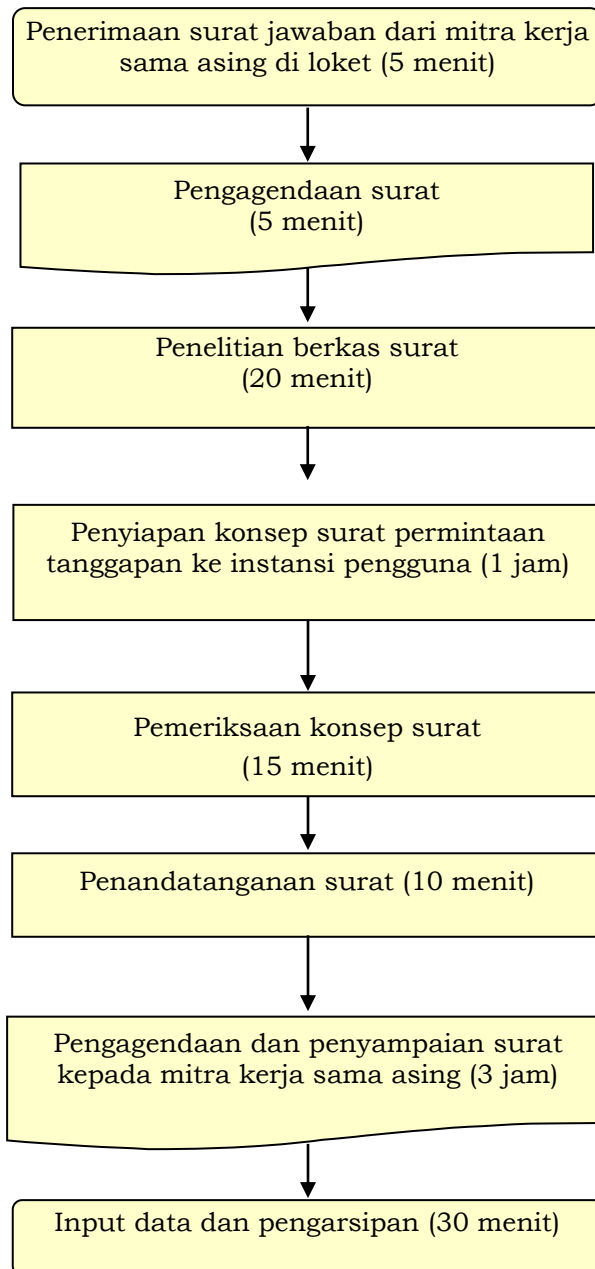 Penerimaan surat jawaban dari mitra kerja
sama asing di loket (5 menit)
Pengagendaan surat
(5 menit)
Penelitian berkas surat
(20 menit)
Penyiapan konsep surat permintaan
tanggapan ke instansi pengguna (1 jam)
Pemeriksaan konsep surat
(15 menit)
Penandatanganan surat (10 menit)
Pengagendaan dan penyampaian surat
kepada mitra kerja sama asing (3 jam)
Input data dan pengarsipan (30 menit)